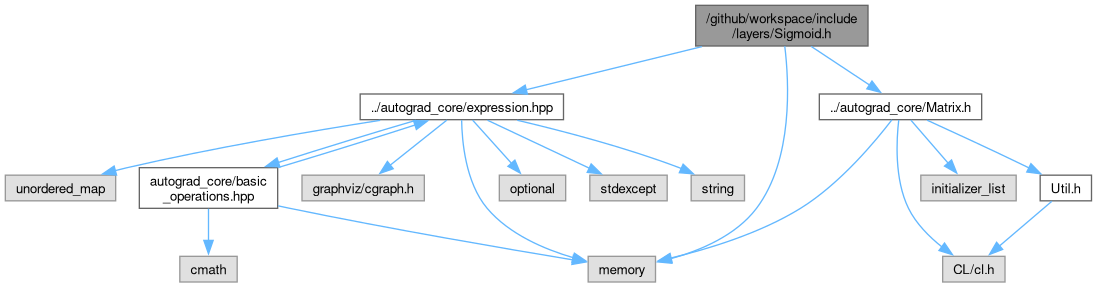 /github/workspace/include
/layers/Sigmoid.h
../autograd_core/expression.hpp
../autograd_core/Matrix.h
unordered_map
autograd_core/basic
_operations.hpp
graphviz/cgraph.h
optional
stdexcept
string
initializer_list
Util.h
cmath
memory
CL/cl.h